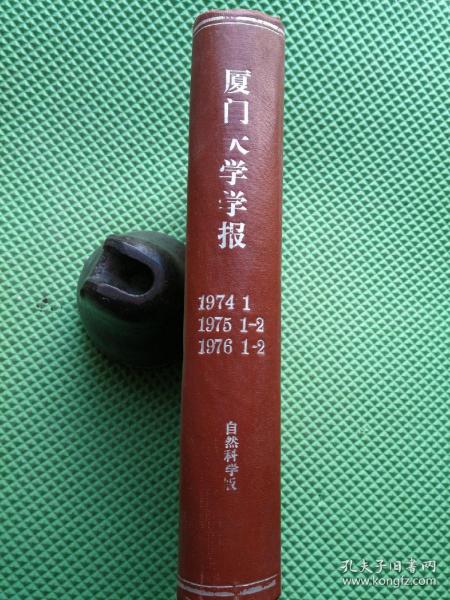 厦门大学学报
1974 1
1975 1-2
1976 1-2
自然科学版
孔夫子旧书网
www.kongfz.com